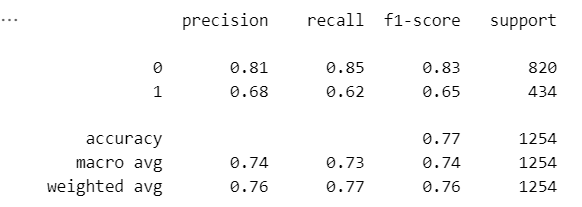 ...
precision recall f1-score support
0 0.81 0.85 0.83 820
1 0.68 0.62 0.65 434
accuracy 0.77 1254
macro avg 0.74 0.73 0.74 1254
weighted avg 0.76 0.77 0.76 1254